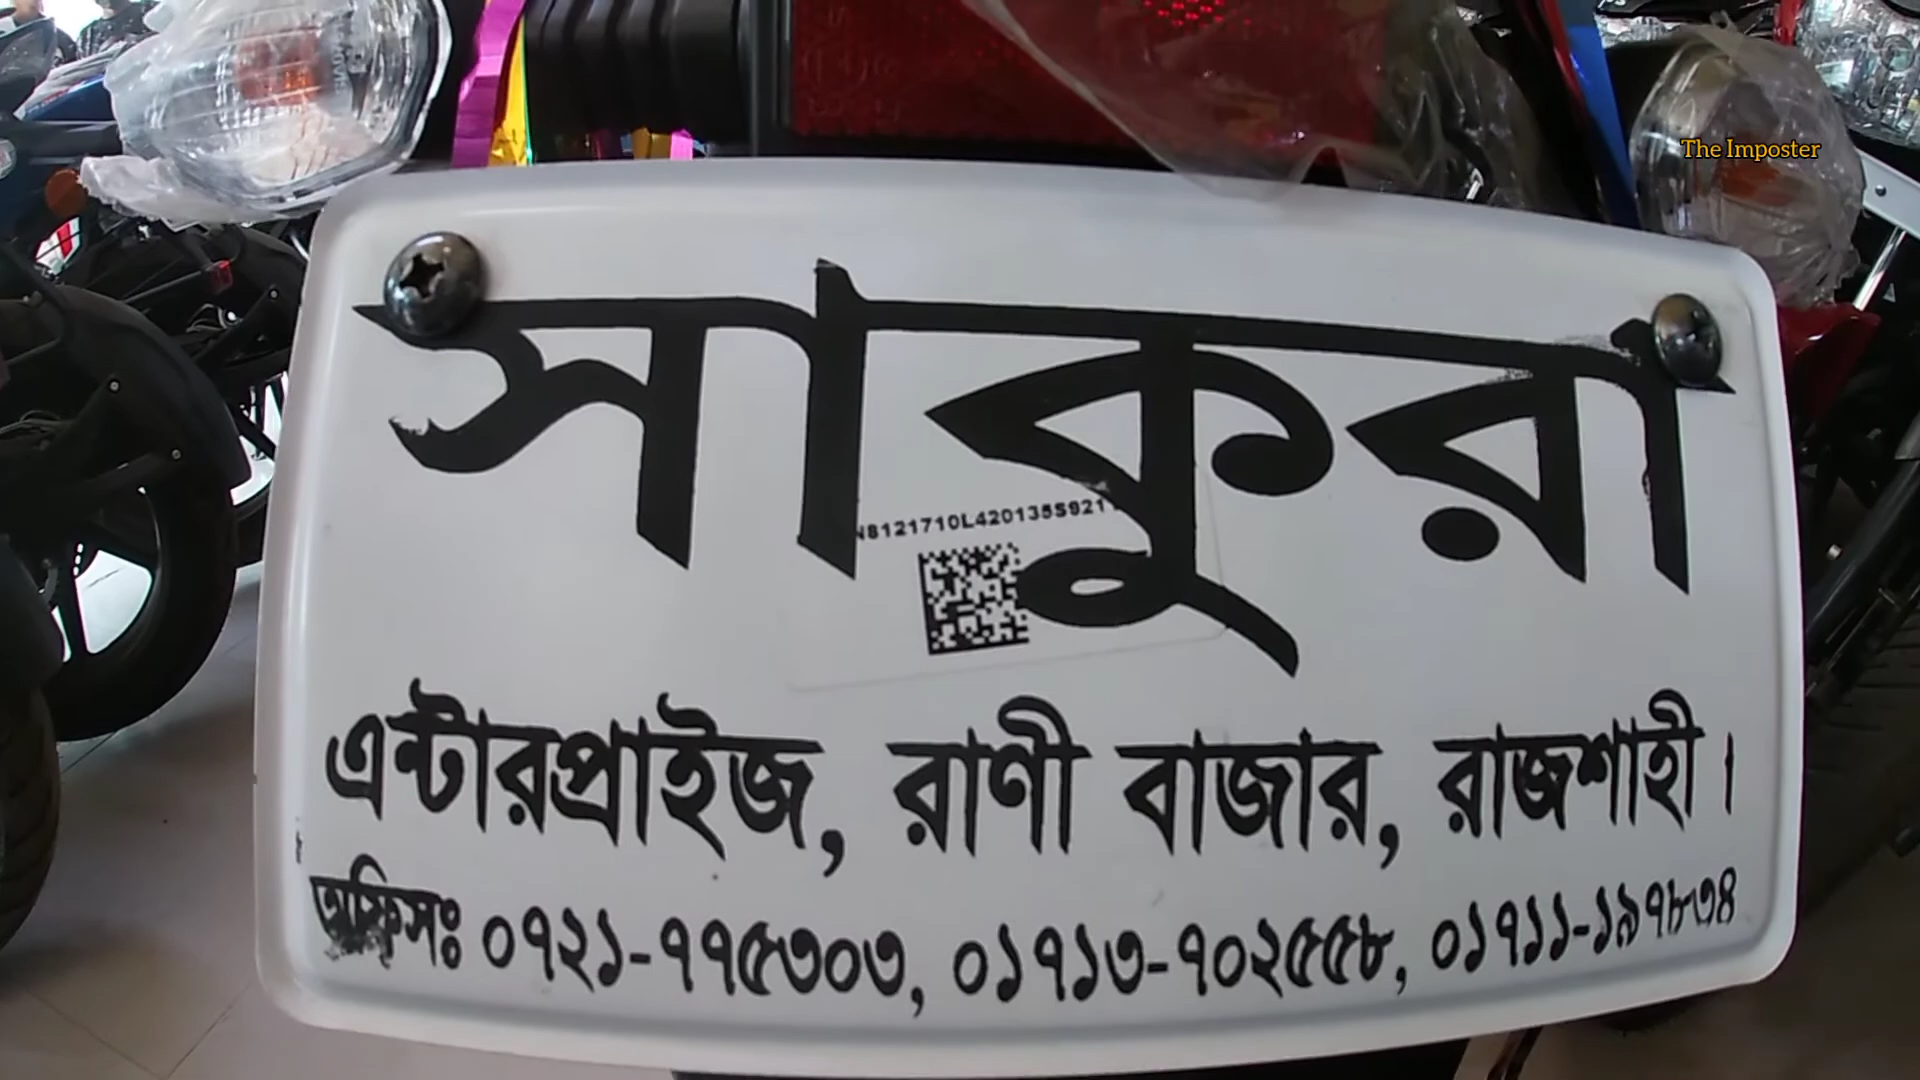 The Imposter
সাকুরা
N8121710L420135S921
এন্টারপ্রাইজ, রাণী বাজার, রাজশাহী।
অফিসঃ ০৭২১-৭৭৫৩০৩, ০১৭১৩-৭০২৫৫৮, ০১৭১১-১৯৭৮৩৪